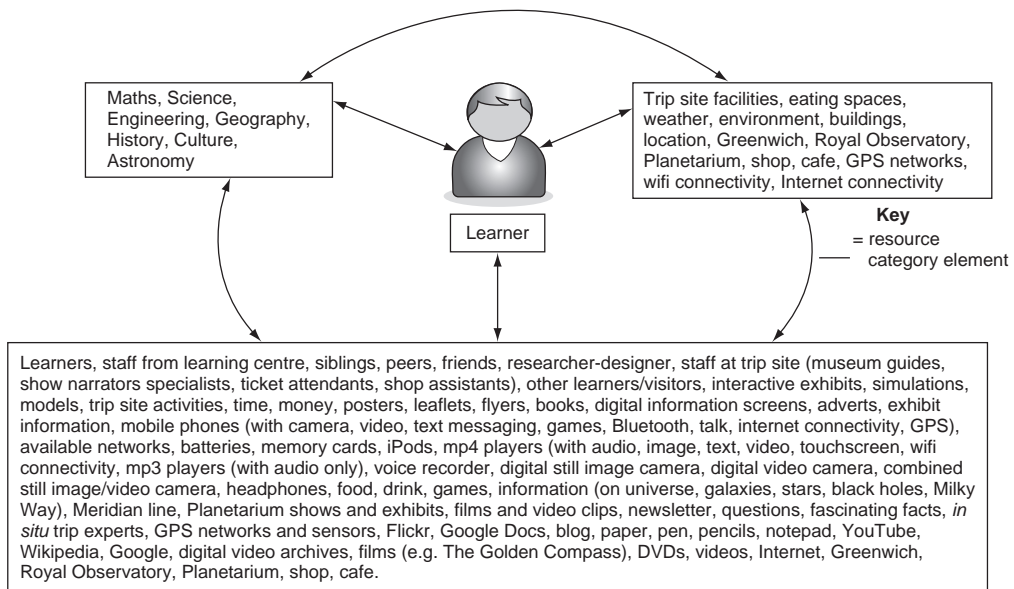 Maths, Science,
Engineering, Geography,
History, Culture,
Astronomy
Trip site facilities, eating spaces,
weather, environment, buildings,
location, Greenwich, Royal Observatory,
Planetarium, shop, cafe, GPS networks,
wifi connectivity, Internet connectivity
Learner
Key
= resource
category element
Learners, staff from learning centre, siblings, peers, friends, researcher-designer, staff at trip site (museum guides,
show narrators specialists, ticket attendants, shop assistants), other learners/visitors, interactive exhibits, simulations,
models, trip site activities, time, money, posters, leaflets, flyers, books, digital information screens, adverts, exhibit
information, mobile phones (with camera, video, text messaging, games, Bluetooth, talk, internet connectivity, GPS),
available networks, batteries, memory cards, iPods, mp4 players (with audio, image, text, video, touchscreen, wifi
connectivity, mp3 players (with audio only), voice recorder, digital still image camera, digital video camera, combined
still image/video camera, headphones, food, drink, games, information (on universe, galaxies, stars, black holes, Milky
Way), Meridian line, Planetarium shows and exhibits, films and video clips, newsletter, questions, fascinating facts, in
situ trip experts, GPS networks and sensors, Flickr, Google Docs, blog, paper, pen, pencils, notepad, YouTube,
Wikipedia, Google, digital video archives, films (e.g. The Golden Compass), DVDs, videos, Internet, Greenwich,
Royal Observatory, Planetarium, shop, cafe.